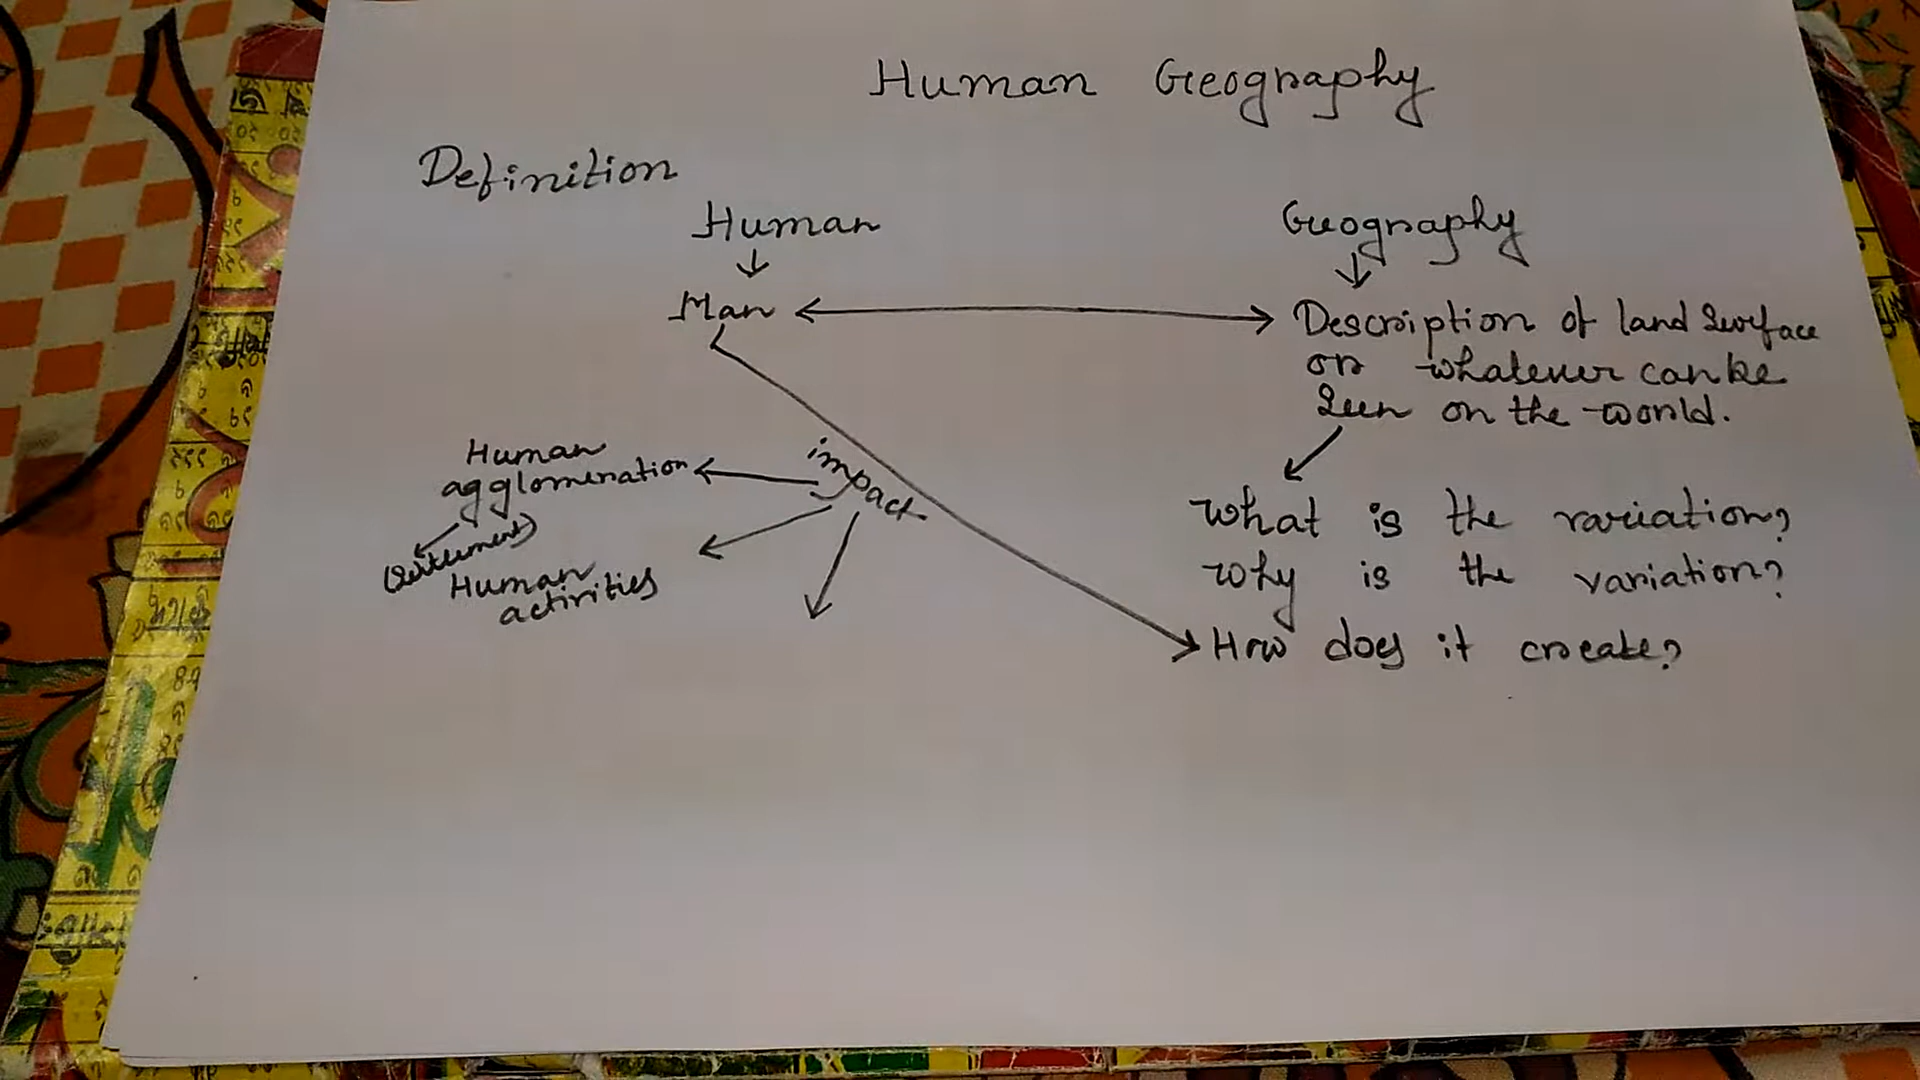 Human Geography
Definition
Human
Geography
Man
Description of land surface
or whatever can be
seen on the world.
impact
Human
agglomeration
(settlement)
Human
activities
What is the variation?
Why is the variation?
How does it create?